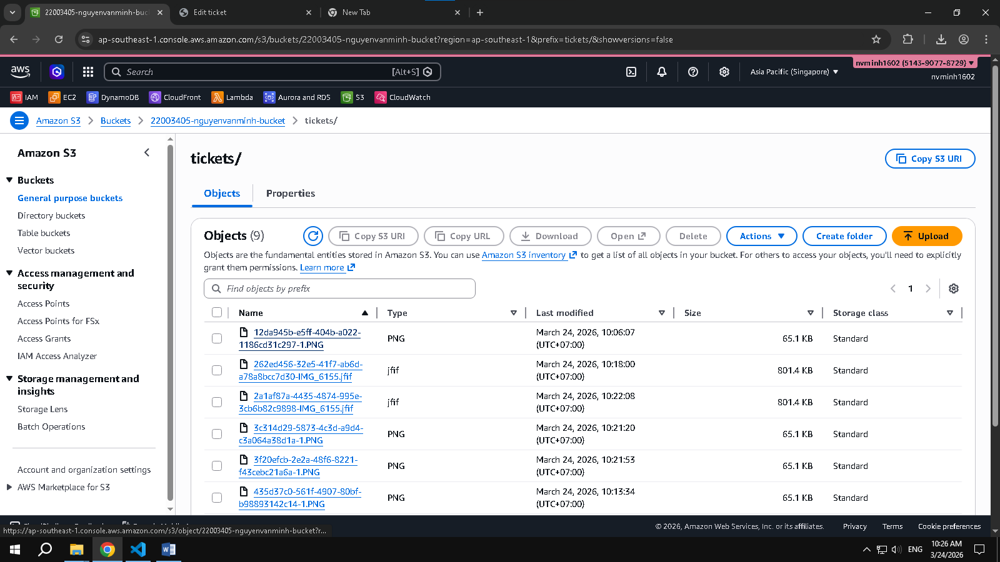 22003405-nguyenvanminh-buc
Edit ticket
New Tab
ap-southeast-1.console.aws.amazon.com/s3/buckets/22003405-nguyenvanminh-bucket?region=ap-southeast-1&prefix=tickets/&showversions=false
aws
Search
[Alt+S]
Asia Pacific (Singapore)
nvminh1602 (5143-9077-8729)
nvminh1602
IAM
EC2
DynamoDB
CloudFront
Lambda
Aurora and RDS
S3
CloudWatch
Amazon S3
Buckets
22003405-nguyenvanminh-bucket
tickets/
Amazon S3
Buckets
General purpose buckets
Directory buckets
Table buckets
Vector buckets
Access management and
security
Access Points
Access Points for FSx
Access Grants
IAM Access Analyzer
Storage management and
insights
Storage Lens
Batch Operations
Account and organization settings
AWS Marketplace for S3
tickets/
Copy S3 URI
Objects
Properties
Objects (9)
Copy S3 URI
Copy URL
Download
Open
Delete
Actions
Create folder
Upload
Objects are the fundamental entities stored in Amazon S3. You can use Amazon S3 inventory to get a list of all objects in your bucket. For others to access your objects, you'll need to explicitly
grant them permissions. Learn more
Find objects by prefix
1
Name
Type
Last modified
Size
Storage class
12da945b-e5ff-404b-a022-
1186cd31c297-1.PNG
PNG
March 24, 2026, 10:06:07
(UTC+07:00)
65.1 KB
Standard
262ed456-32e5-41f7-ab6d-
a78a8bcc7d30-IMG_6155.jfif
jfif
March 24, 2026, 10:18:00
(UTC+07:00)
801.4 KB
Standard
2a1af87a-4435-4874-995e-
3cb6b82c9898-IMG_6155.jfif
jfif
March 24, 2026, 10:22:08
(UTC+07:00)
801.4 KB
Standard
3c314d29-5873-4c3d-a9d4-
c3a064a38d1a-1.PNG
PNG
March 24, 2026, 10:21:20
(UTC+07:00)
65.1 KB
Standard
3f20efcb-2e2a-48f6-8221-
f43cebc21a6a-1.PNG
PNG
March 24, 2026, 10:21:53
(UTC+07:00)
65.1 KB
Standard
435d37c0-561f-4907-80bf-
b98893142c14-1.PNG
PNG
March 24, 2026, 10:13:34
(UTC+07:00)
65.1 KB
Standard
© 2026, Amazon Web Services, Inc. or its affiliates.
Privacy
Terms
Cookie preferences
https://ap-southeast-1.console.aws.amazon.com/s3/object/22003405-nguyenvanminh-bucket?r...
ENG
10:26 AM
3/24/2026